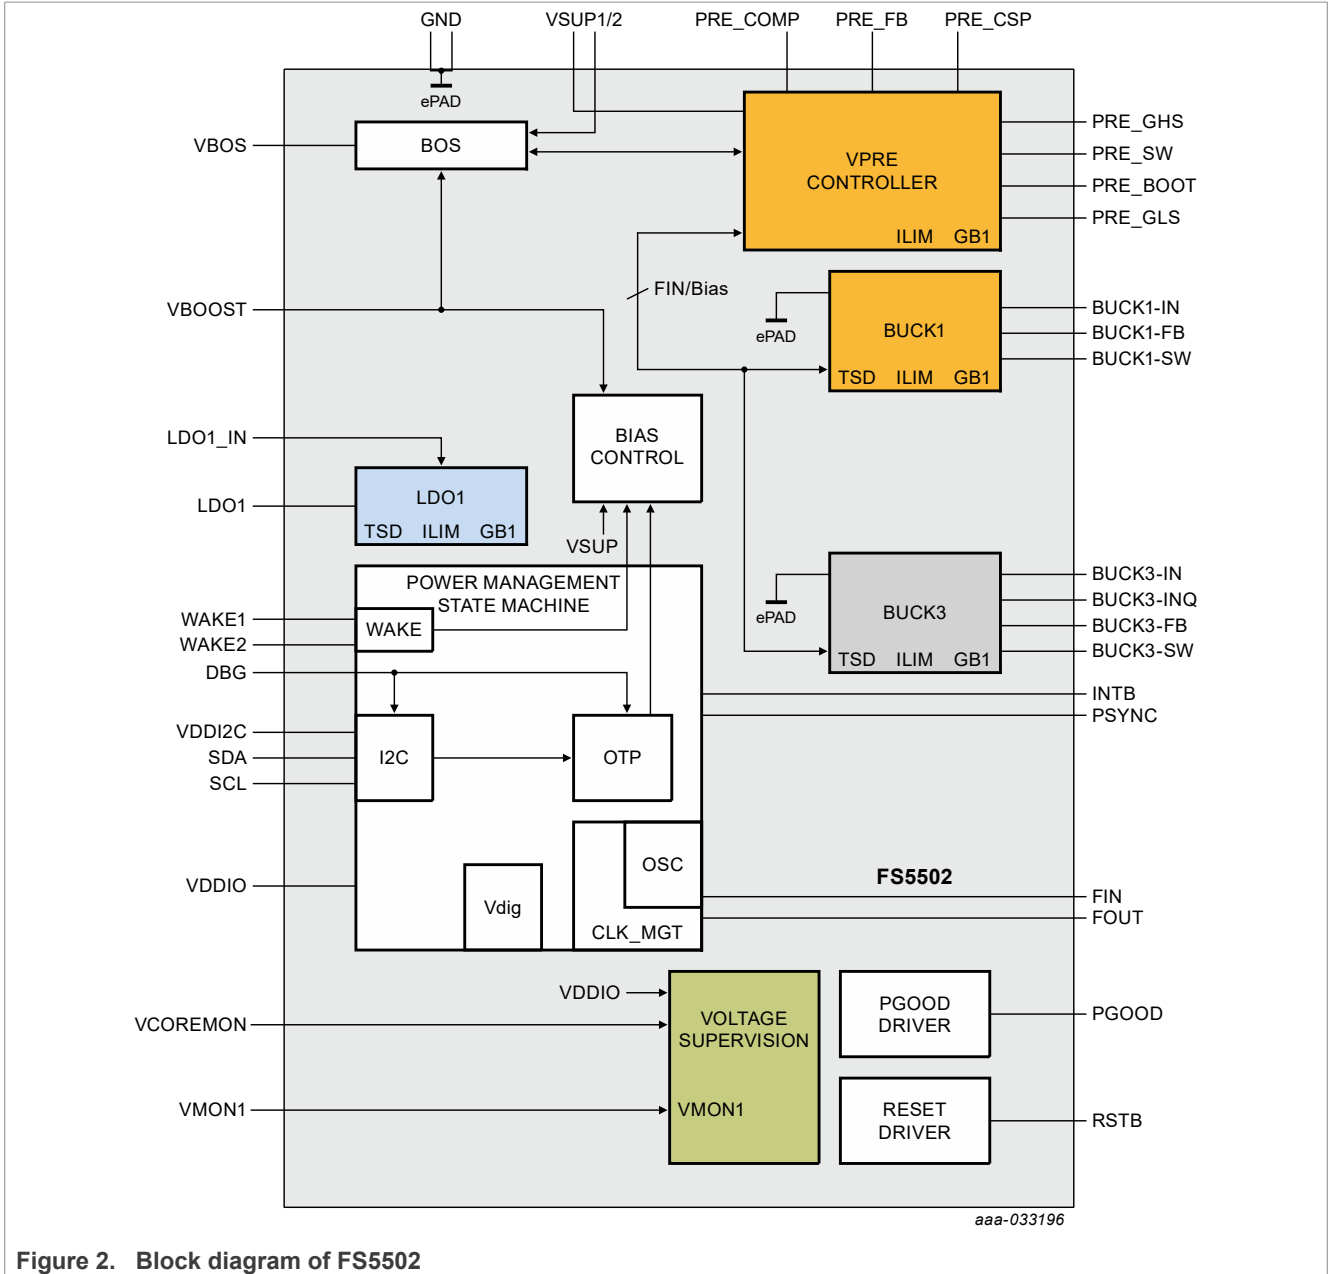 GND
VSUP1/2
PRE_COMP
PRE_FB
PRE_CSP
ePAD
VBOS
BOS
VPRE
CONTROLLER
ILIM
GB1
PRE_GHS
PRE_SW
PRE_BOOT
PRE_GLS
VBOOST
FIN/Bias
ePAD
BUCK1
TSD
ILIM
GB1
BUCK1-IN
BUCK1-FB
BUCK1-SW
LDO1_IN
BIAS
CONTROL
LDO1
LDO1
TSD
ILIM
GB1
VSUP
POWER MANAGEMENT
STATE MACHINE
ePAD
BUCK3
TSD
ILIM
GB1
BUCK3-IN
BUCK3-INQ
BUCK3-FB
BUCK3-SW
WAKE1
WAKE2
WAKE
DBG
INTB
PSYNC
VDDI2C
SDA
SCL
I2C
OTP
OSC
CLK_MGT
Vdig
VDDIO
FS5502
FIN
FOUT
VDDIO
VCOREMON
VOLTAGE
SUPERVISION
VMON1
VMON1
PGOOD
DRIVER
PGOOD
RESET
DRIVER
RSTB
aaa-033196
Figure 2. Block diagram of FS5502